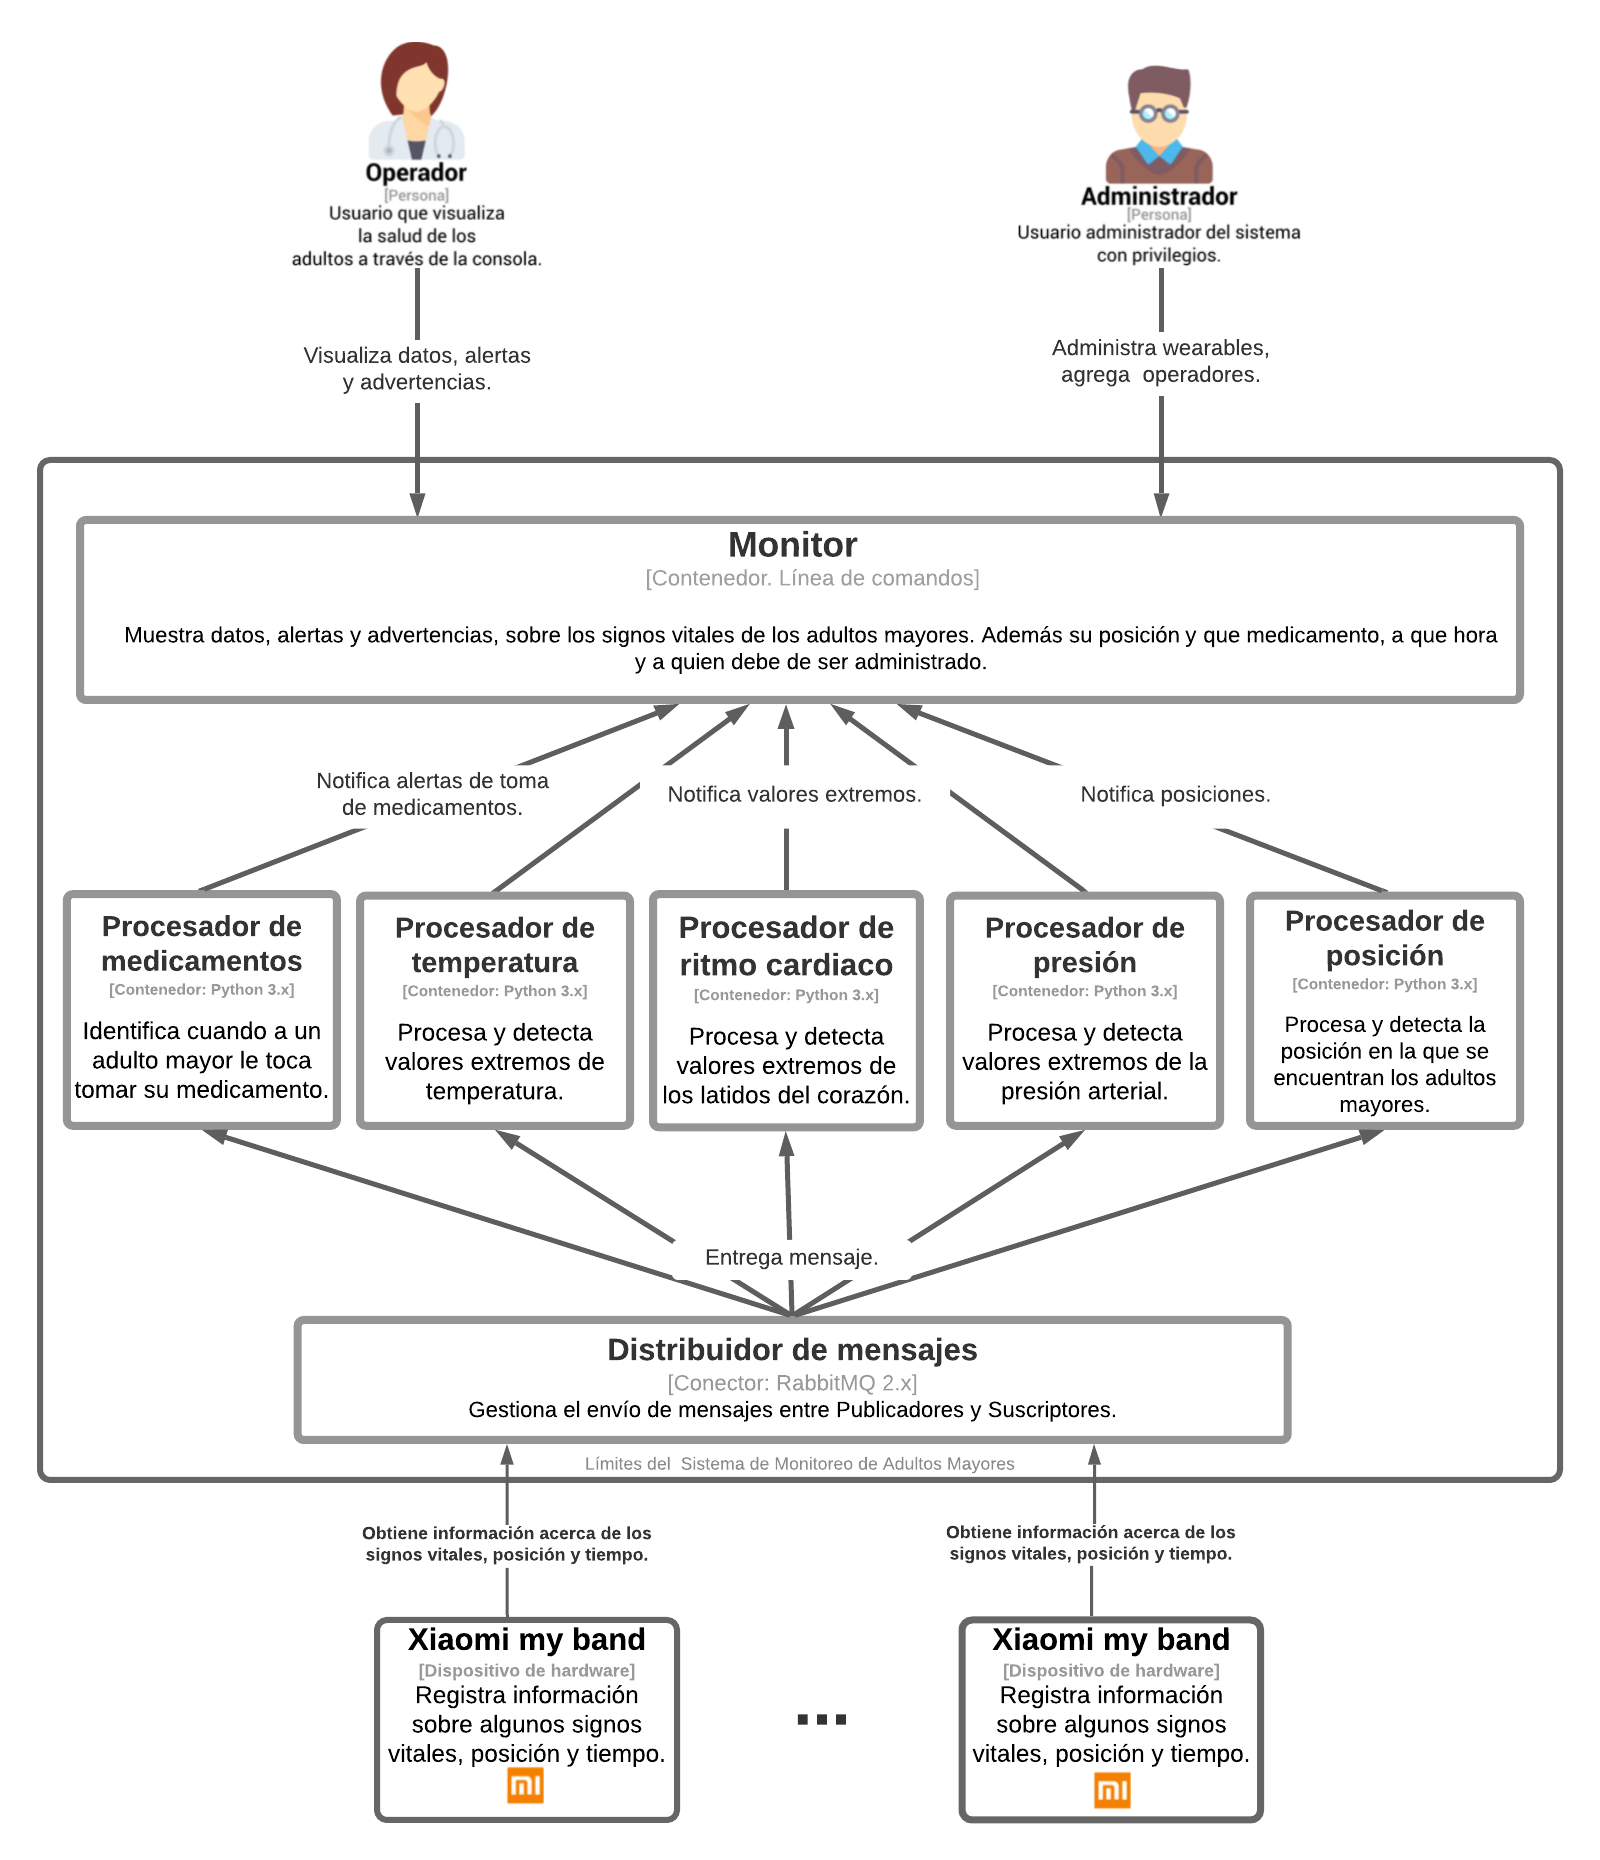 Operador
[Persona]
Usuario que visualiza
la salud de los
adultos a través de la consola.
Administrador
[Persona]
Usuario administrador del sistema
con privilegios.
Visualiza datos, alertas
y advertencias.
Administra wearables,
agrega  operadores.
Monitor
[Contenedor. Línea de comandos]
Muestra datos, alertas y advertencias, sobre los signos vitales de los adultos mayores. Además su posición y que medicamento, a que hora
y a quien debe de ser administrado.
Notifica alertas de toma
de medicamentos.
Notifica valores extremos.
Notifica posiciones.
Procesador de
medicamentos
[Contenedor: Python 3.x]
Identifica cuando a un
adulto mayor le toca
tomar su medicamento.
Procesador de
temperatura
[Contenedor: Python 3.x]
Procesa y detecta
valores extremos de
temperatura.
Procesador de
ritmo cardiaco
[Contenedor: Python 3.x]
Procesa y detecta
valores extremos de
los latidos del corazón.
Procesador de
presión
[Contenedor: Python 3.x]
Procesa y detecta
valores extremos de la
presión arterial.
Procesador de
posición
[Contenedor: Python 3.x]
Procesa y detecta la
posición en la que se
encuentran los adultos
mayores.
Entrega mensaje.
Distribuidor de mensajes
[Conector: RabbitMQ 2.x]
Gestiona el envío de mensajes entre Publicadores y Suscriptores.
Límites del  Sistema de Monitoreo de Adultos Mayores
Obtiene información acerca de los
signos vitales, posición y tiempo.
Obtiene información acerca de los
signos vitales, posición y tiempo.
Xiaomi my band
[Dispositivo de hardware]
Registra información
sobre algunos signos
vitales, posición y tiempo.
mi
...
Xiaomi my band
[Dispositivo de hardware]
Registra información
sobre algunos signos
vitales, posición y tiempo.
mi